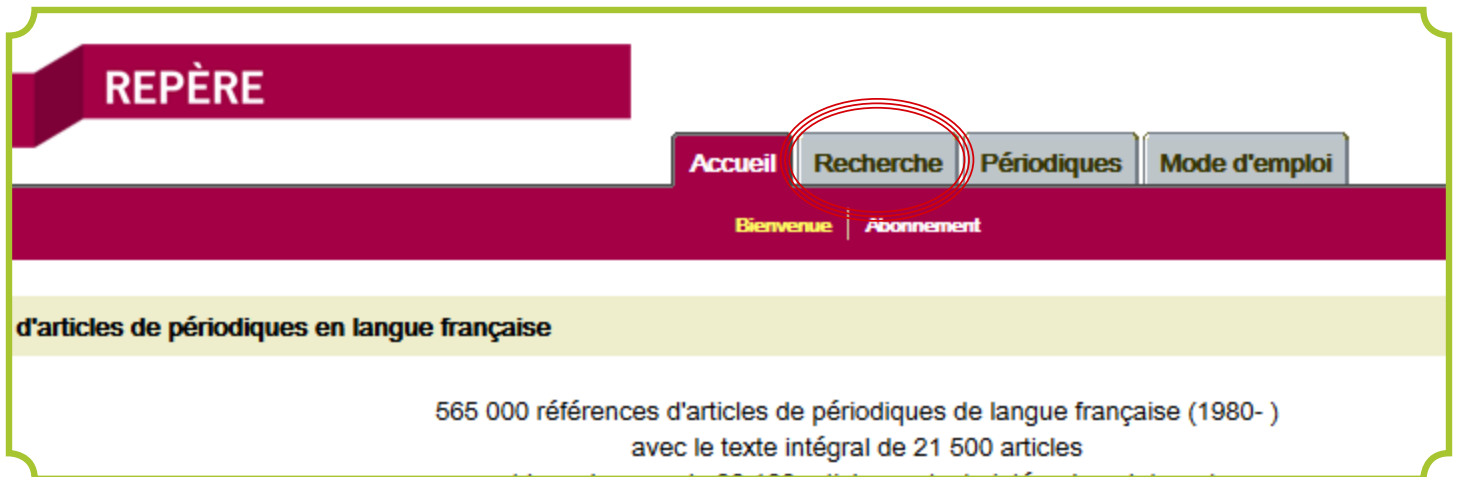 REPÈRE
Accueil Recherche Périodiques Mode d'emploi
Bienvenue Abonnement
d'articles de périodiques en langue française
565 000 références d'articles de périodiques de langue française (1980- )
avec le texte intégral de 21 500 articles